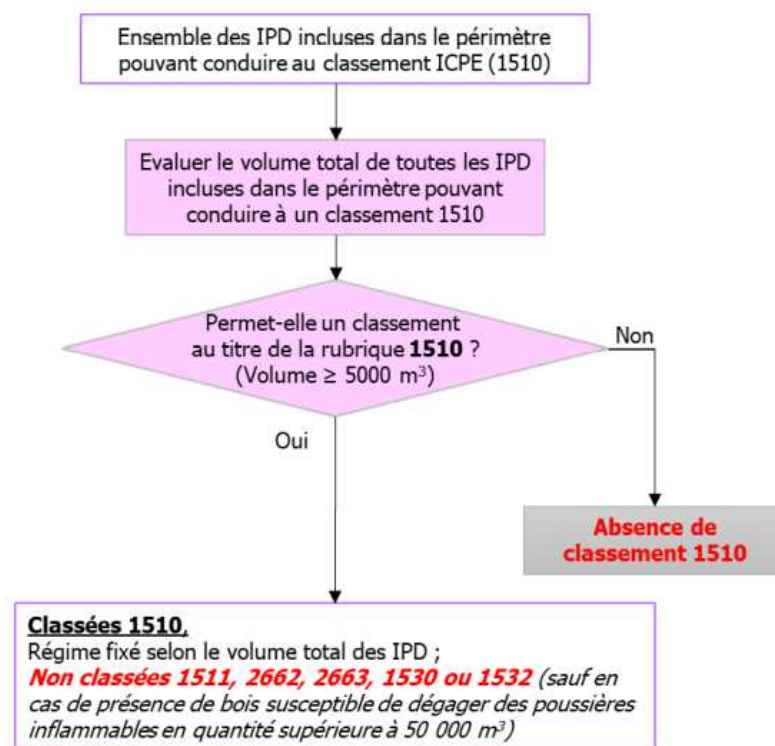 Ensemble des IPD incluses dans le périmètre
pouvant conduire au classement ICPE (1510)
Evaluer le volume total de toutes les IPD
incluses dans le périmètre pouvant
conduire à un classement 1510
Permet-elle un classement
au titre de la rubrique 1510 ?
(Volume ≥ 5000 m³)
Non
Oui
Absence de
classement 1510
Classées 1510,
Régime fixé selon le volume total des IPD ;
Non classées 1511, 2662, 2663, 1530 ou 1532 (sauf en
cas de présence de bois susceptible de dégager des poussières
inflammables en quantité supérieure à 50 000 m³)